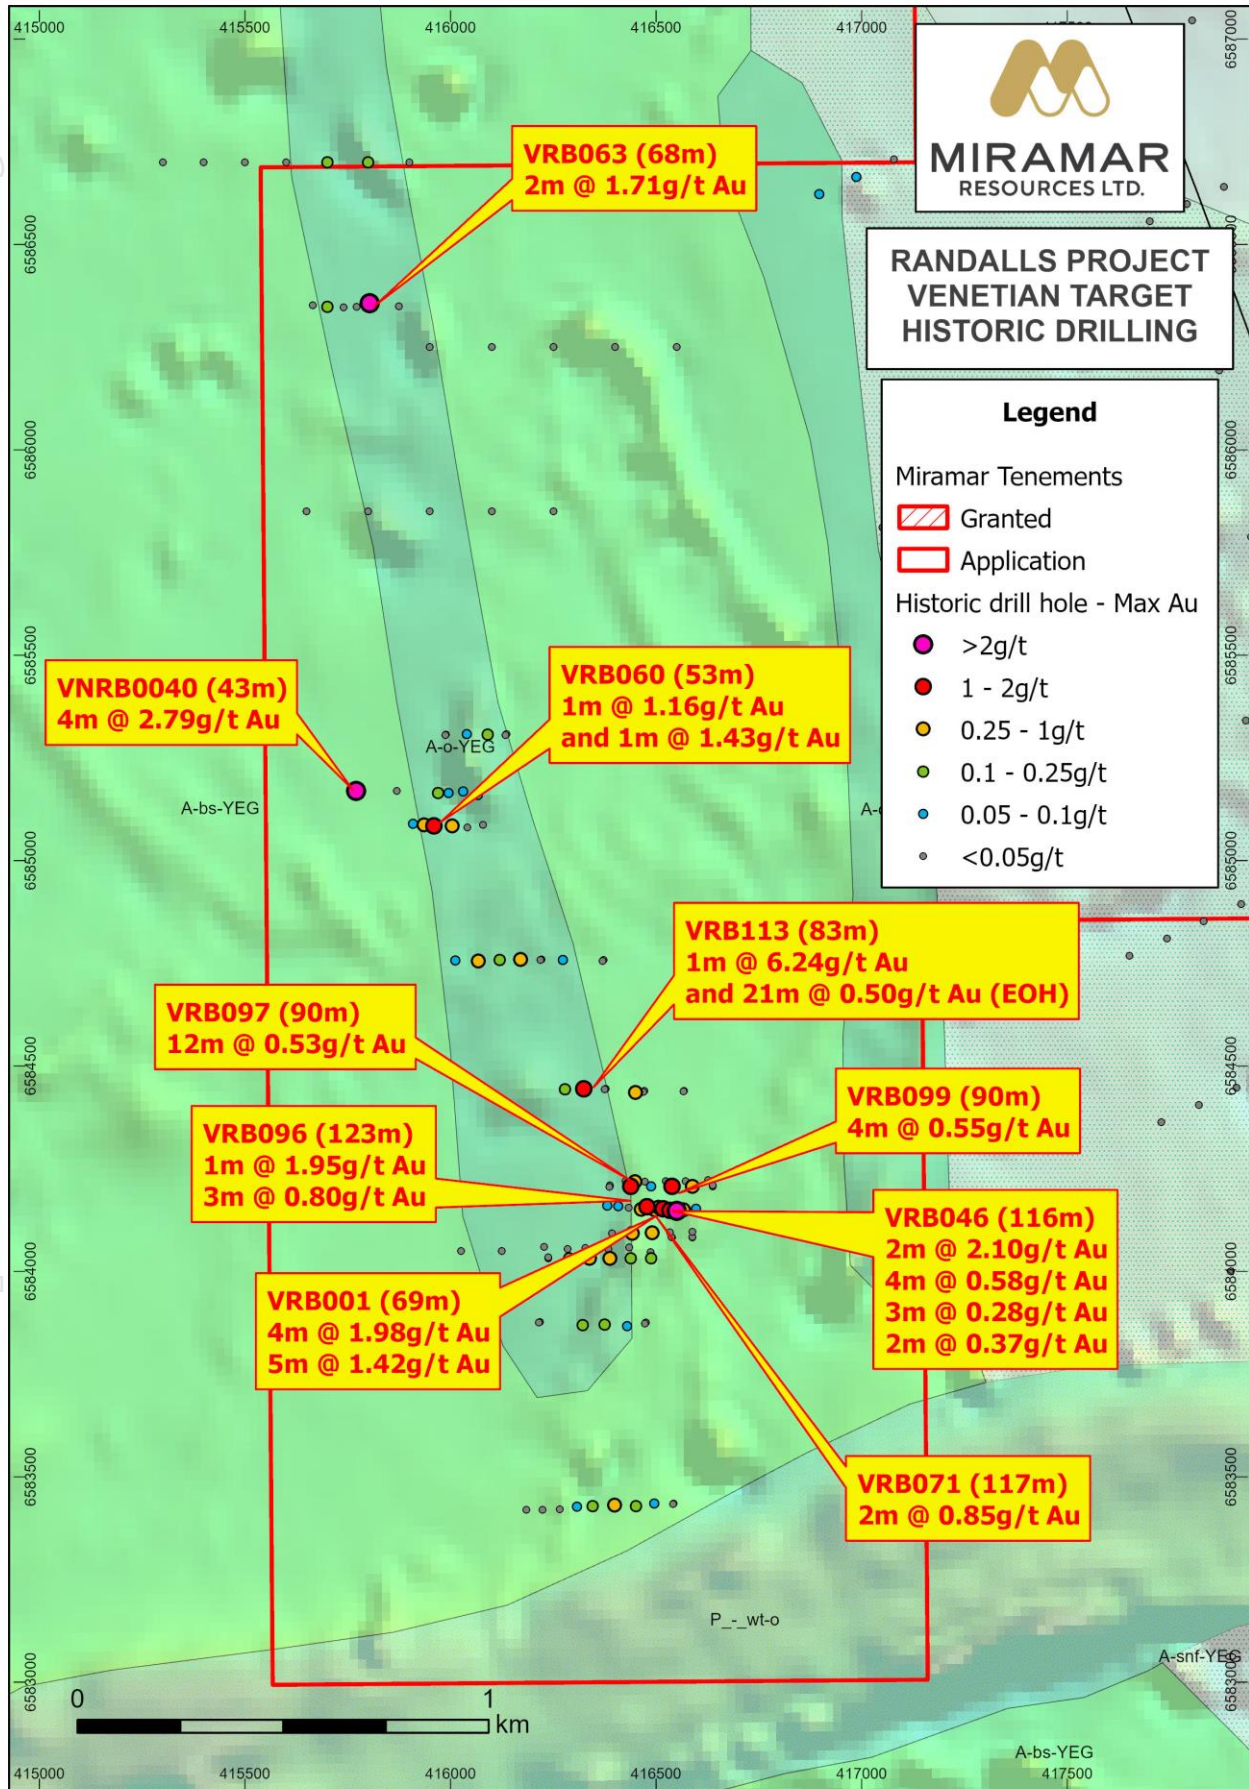 415000
415500
416000
416500
417000
6587000
MIRAMAR
RESOURCES LTD.
VRB063 (68m)
2m @ 1.71g/t Au
RANDALLS PROJECT
VENETIAN TARGET
HISTORIC DRILLING
6586500
Legend
Miramar Tenements
Granted
Application
Historic drill hole - Max Au
>2g/t
1 - 2g/t
0.25 - 1g/t
0.1 - 0.25g/t
0.05 - 0.1g/t
<0.05g/t
6586000
6586000
6585500
6585500
VNRB0040 (43m)
4m @ 2.79g/t Au
VRB060 (53m)
1m @ 1.16g/t Au
and 1m @ 1.43g/t Au
A-o-YEG
A-bs-YEG
6585000
6585000
VRB113 (83m)
1m @ 6.24g/t Au
and 21m @ 0.50g/t Au (EOH)
VRB097 (90m)
12m @ 0.53g/t Au
6584500
6584500
VRB099 (90m)
4m @ 0.55g/t Au
VRB096 (123m)
1m @ 1.95g/t Au
3m @ 0.80g/t Au
VRB046 (116m)
2m @ 2.10g/t Au
4m @ 0.58g/t Au
3m @ 0.28g/t Au
2m @ 0.37g/t Au
6584000
6584000
VRB001 (69m)
4m @ 1.98g/t Au
5m @ 1.42g/t Au
6583500
6583500
VRB071 (117m)
2m @ 0.85g/t Au
P_-_wt-o
A-snf-YEG
6583000
6583000
0
1
km
A-bs-YEG
415000
415500
416000
416500
417000
417500